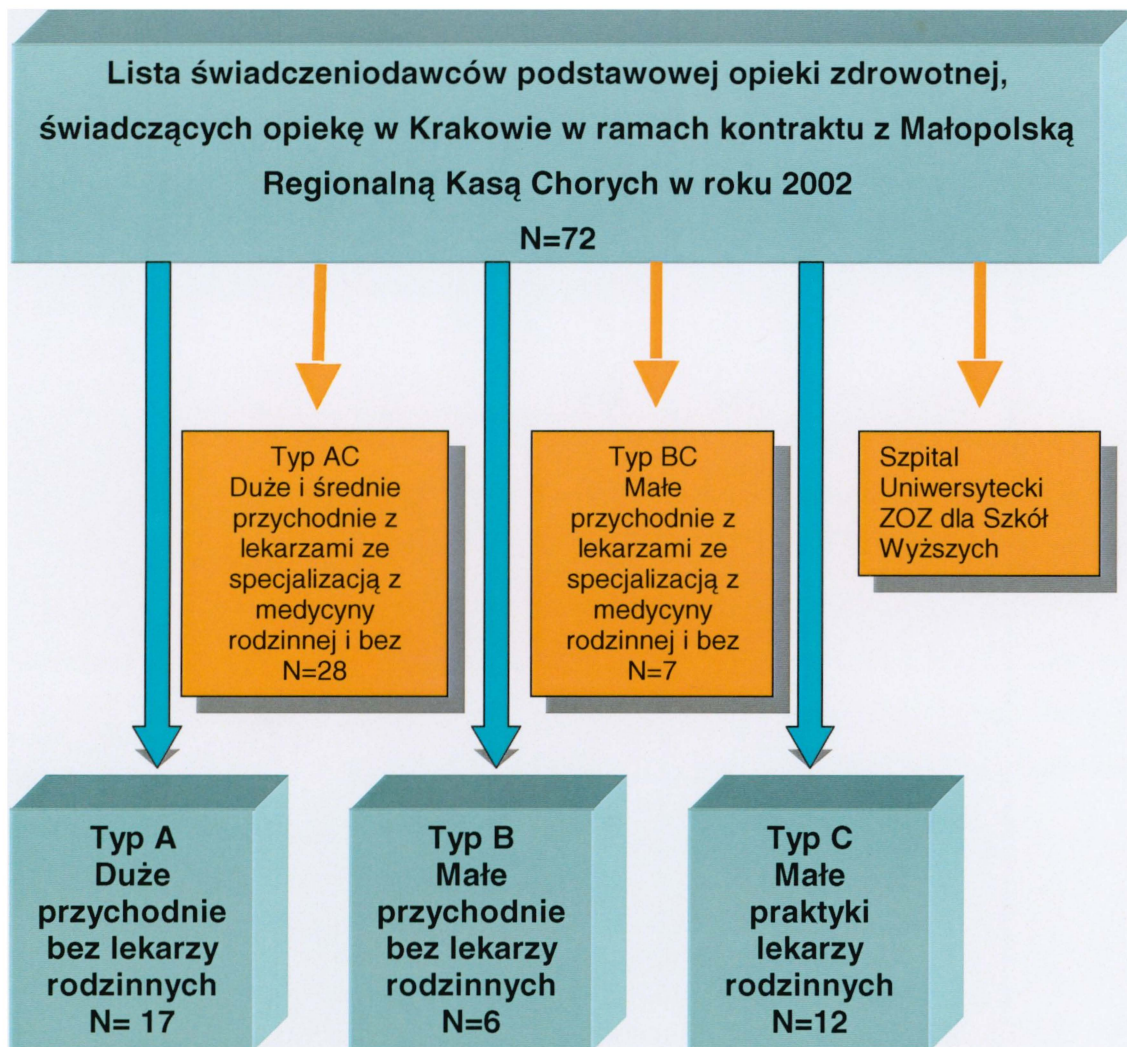 Lista świadczeniodawców podstawowej opieki zdrowotnej,
świadczących opiekę w Krakowie w ramach kontraktu z Małopolską
Regionalną Kasą Chorych w roku 2002
N=72
Typ AC
Duże i średnie
przychodnie z
lekarzami ze
specjalizacją z
medycyny
rodzinnej i bez
N=28
Typ BC
Małe
przychodnie z
lekarzami ze
specjalizacją z
medycyny
rodzinnej i bez
N=7
Szpital
Uniwersytecki
ZOZ dla Szkół
Wyższych
Typ A
Duże
przychodnie
bez lekarzy
rodzinnych
N= 17
Typ B
Małe
przychodnie
bez lekarzy
rodzinnych
N=6
Typ C
Małe
praktyki
lekarzy
rodzinnych
N=12